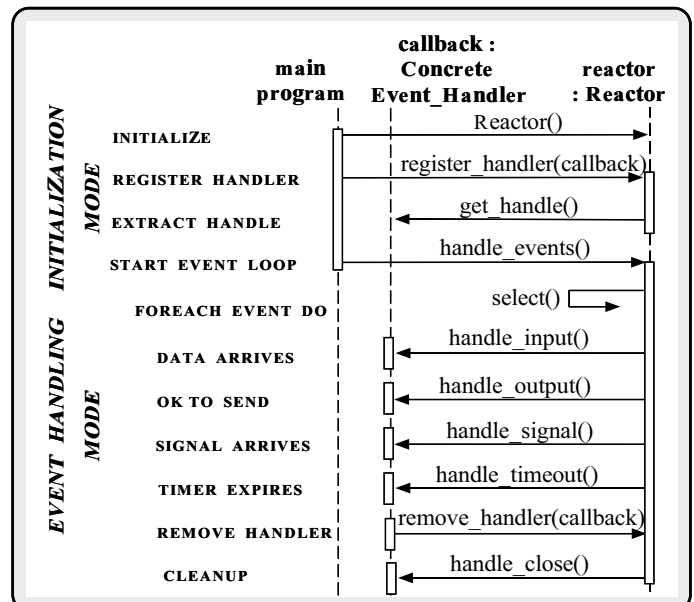 callback :
main Concrete reactor
program Event_Handler : Reactor
INITIALIZATION
MODE
INITIALIZE Reactor()
REGISTER HANDLER register_handler(callback)
EXTRACT HANDLE get_handle()
START EVENT LOOP handle_events()
EVENT HANDLING
MODE
FOREACH EVENT DO select()
DATA ARRIVES handle_input()
OK TO SEND handle_output()
SIGNAL ARRIVES handle_signal()
TIMER EXPIRES handle_timeout()
REMOVE HANDLER remove_handler(callback)
CLEANUP handle_close()